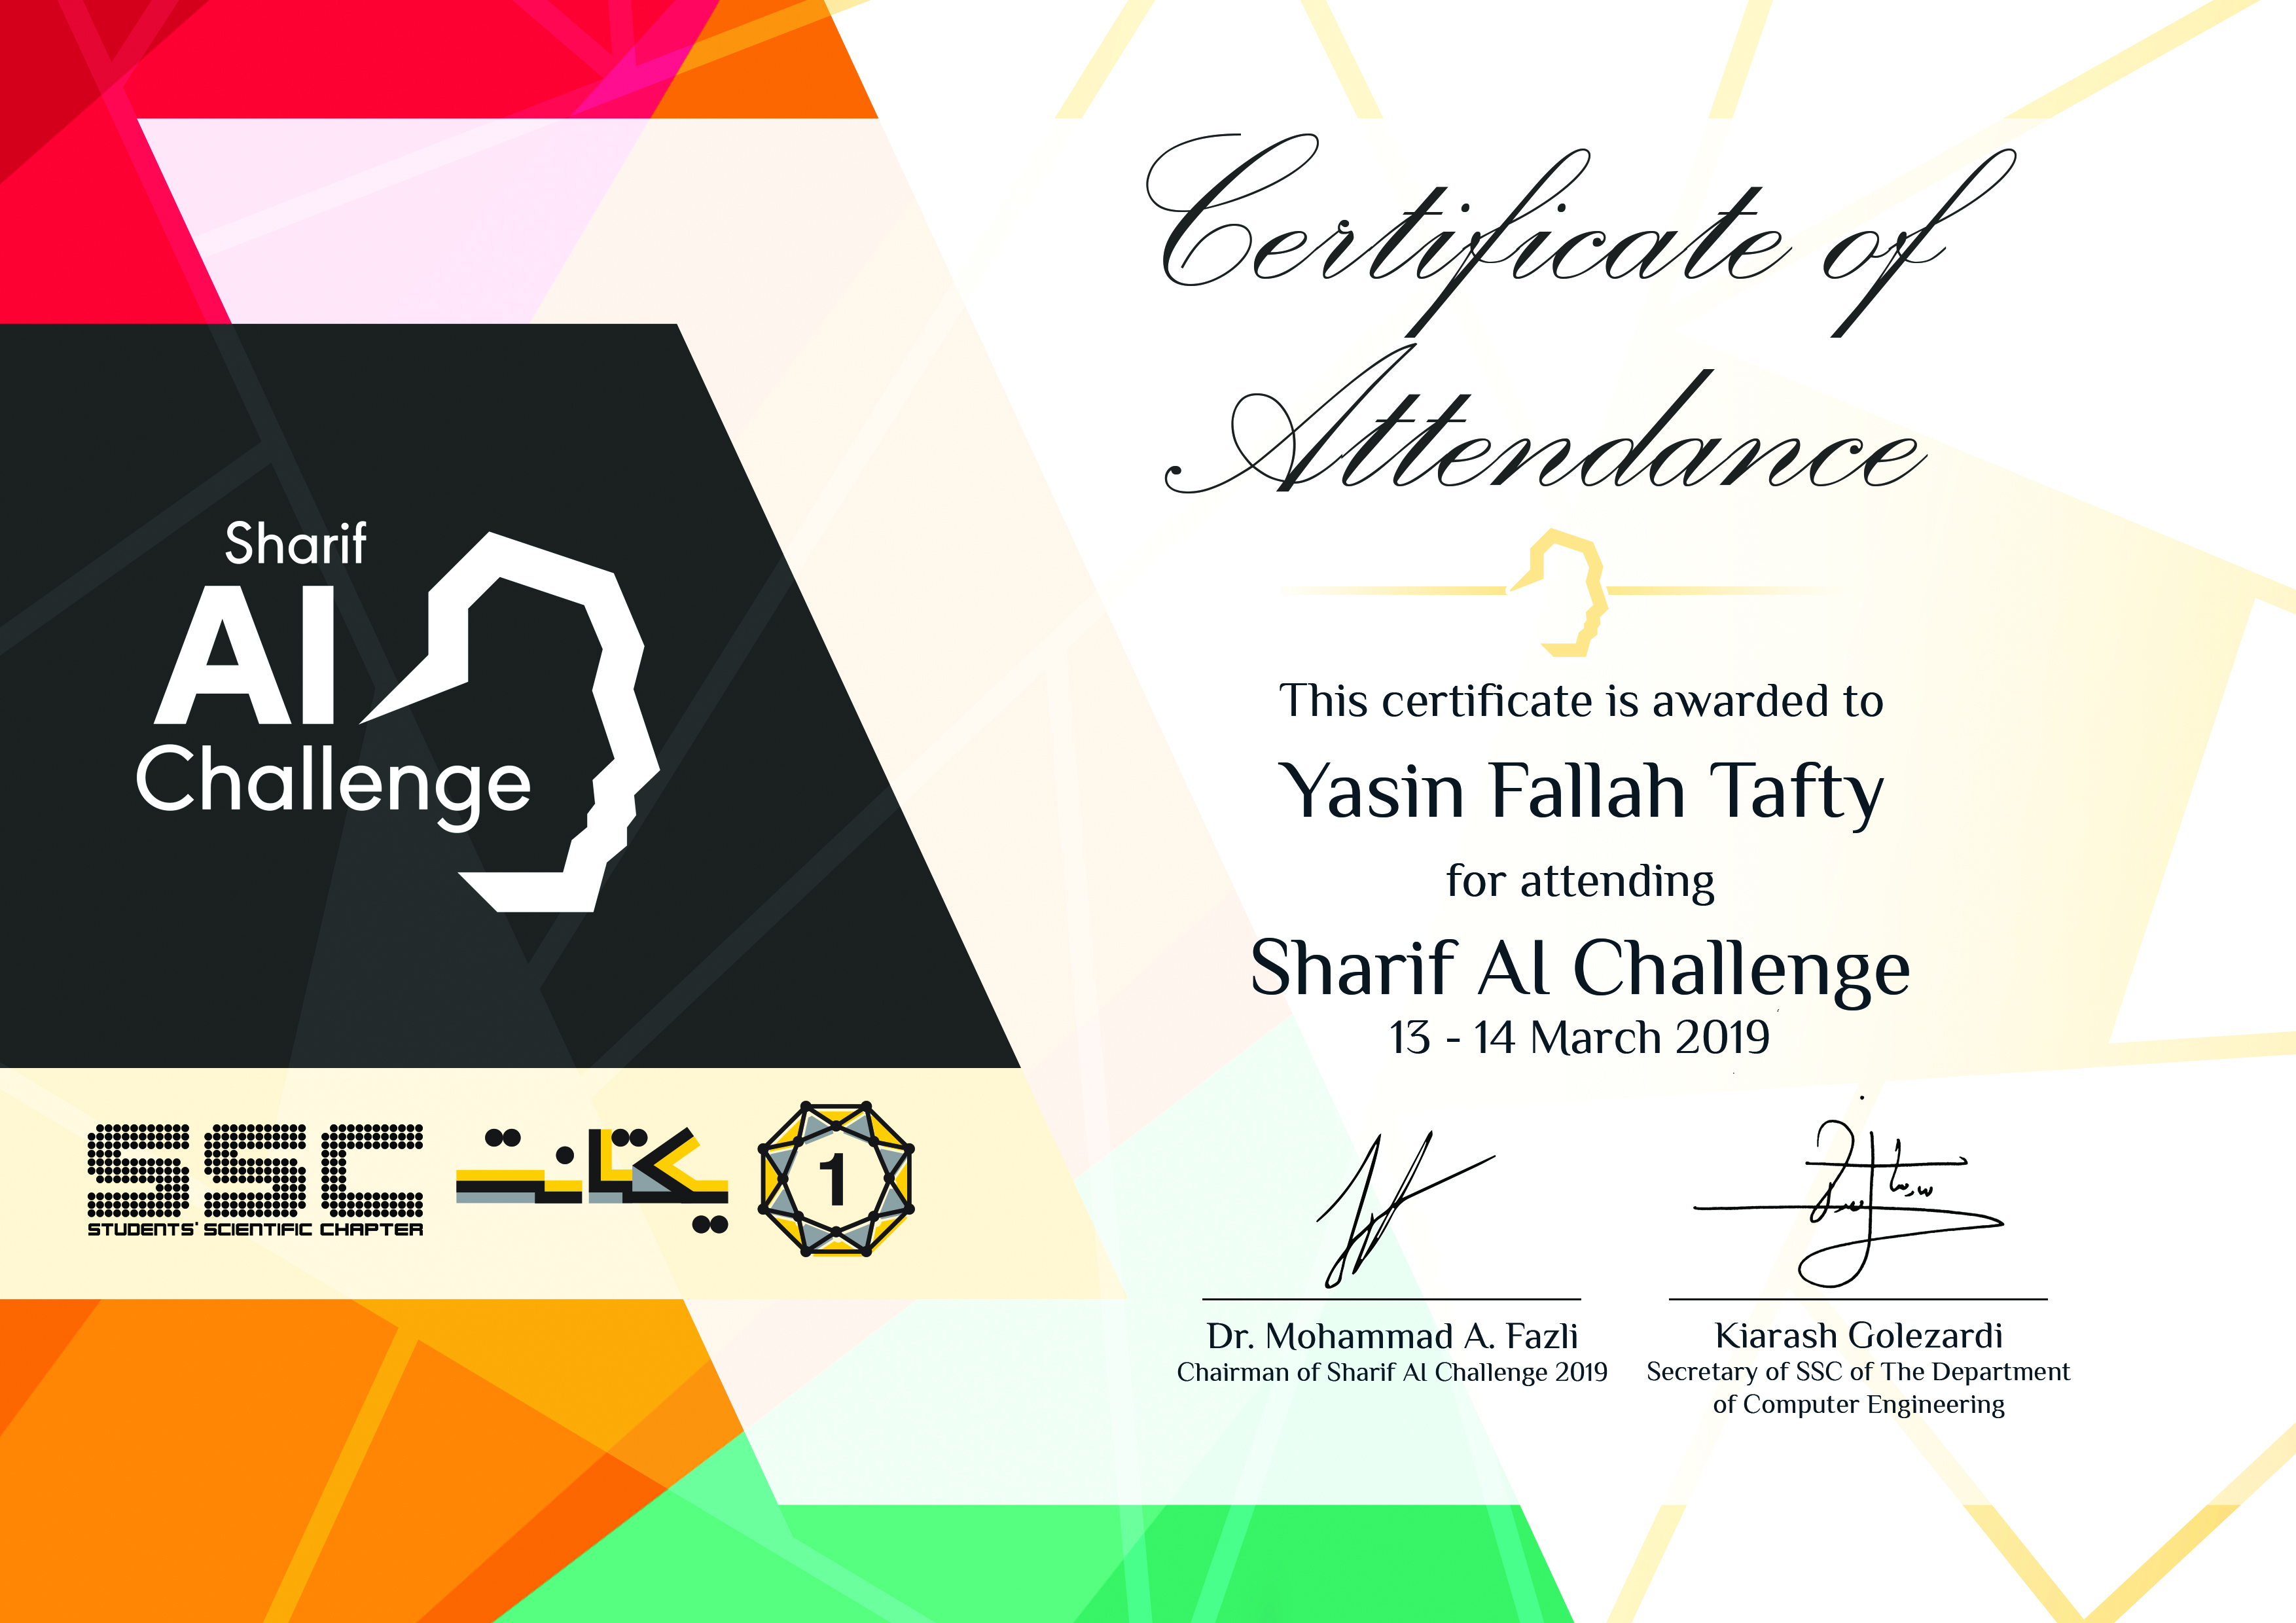 Certificate of
Attendance
Sharif
AI
Challenge
This certificate is awarded to
Yasin Fallah Tafty
for attending
Sharif AI Challenge
13 - 14 March 2019
SSC
STUDENTS' SCIENTIFIC CHAPTER
یکتانت
1
Dr. Mohammad A. Fazli
Chairman of Sharif AI Challenge 2019
Kiarash Golezardi
Secretary of SSC of The Department
of Computer Engineering